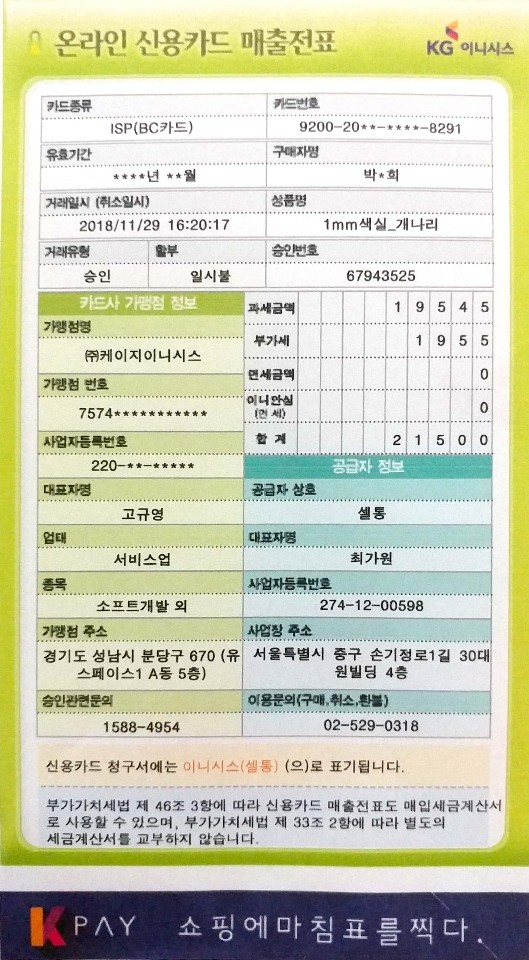 온라인 신용카드 매출전표
KG 이니시스
카드종류 카드번호
ISP(BC카드) 9200-20**-****-8291
유효기간 구매자명
****년 **월 박*희
거래일시 (취소일시) 상품명
2018/11/29 16:20:17 1mm색실_개나리
거래유형 할부 승인번호
승인 일시불 67943525
카드사 가맹점 정보
가맹점명
㈜케이지이니시스
가맹점 번호
7574***********
사업자등록번호
220-**-*****
대표자명
고규영
업태
서비스업
종목
소프트개발 외
가맹점 주소
경기도 성남시 분당구 670 (유
스페이스1 A동 5층)
승인관련문의
1588-4954
과세금액 1 9 5 4 5
부가세 1 9 5 5
면세금액 0
이니안심 0
(면 세)
합 계 2 1 5 0 0
공급자 정보
공급자 상호
셀통
대표자명
최가원
사업자등록번호
274-12-00598
사업장 주소
서울특별시 중구 손기정로1길 30대
원빌딩 4층
이용문의(구매,취소,환불)
02-529-0318
신용카드 청구서에는 이니시스(셀통) (으)로 표기됩니다.
부가가치세법 제 46조 3항에 따라 신용카드 매출전표도 매입세금계산서
로 사용할 수 있으며, 부가가치세법 제 33조 2항에 따라 별도의
세금계산서를 교부하지 않습니다.
K PAY 쇼핑에마침표를찍다.